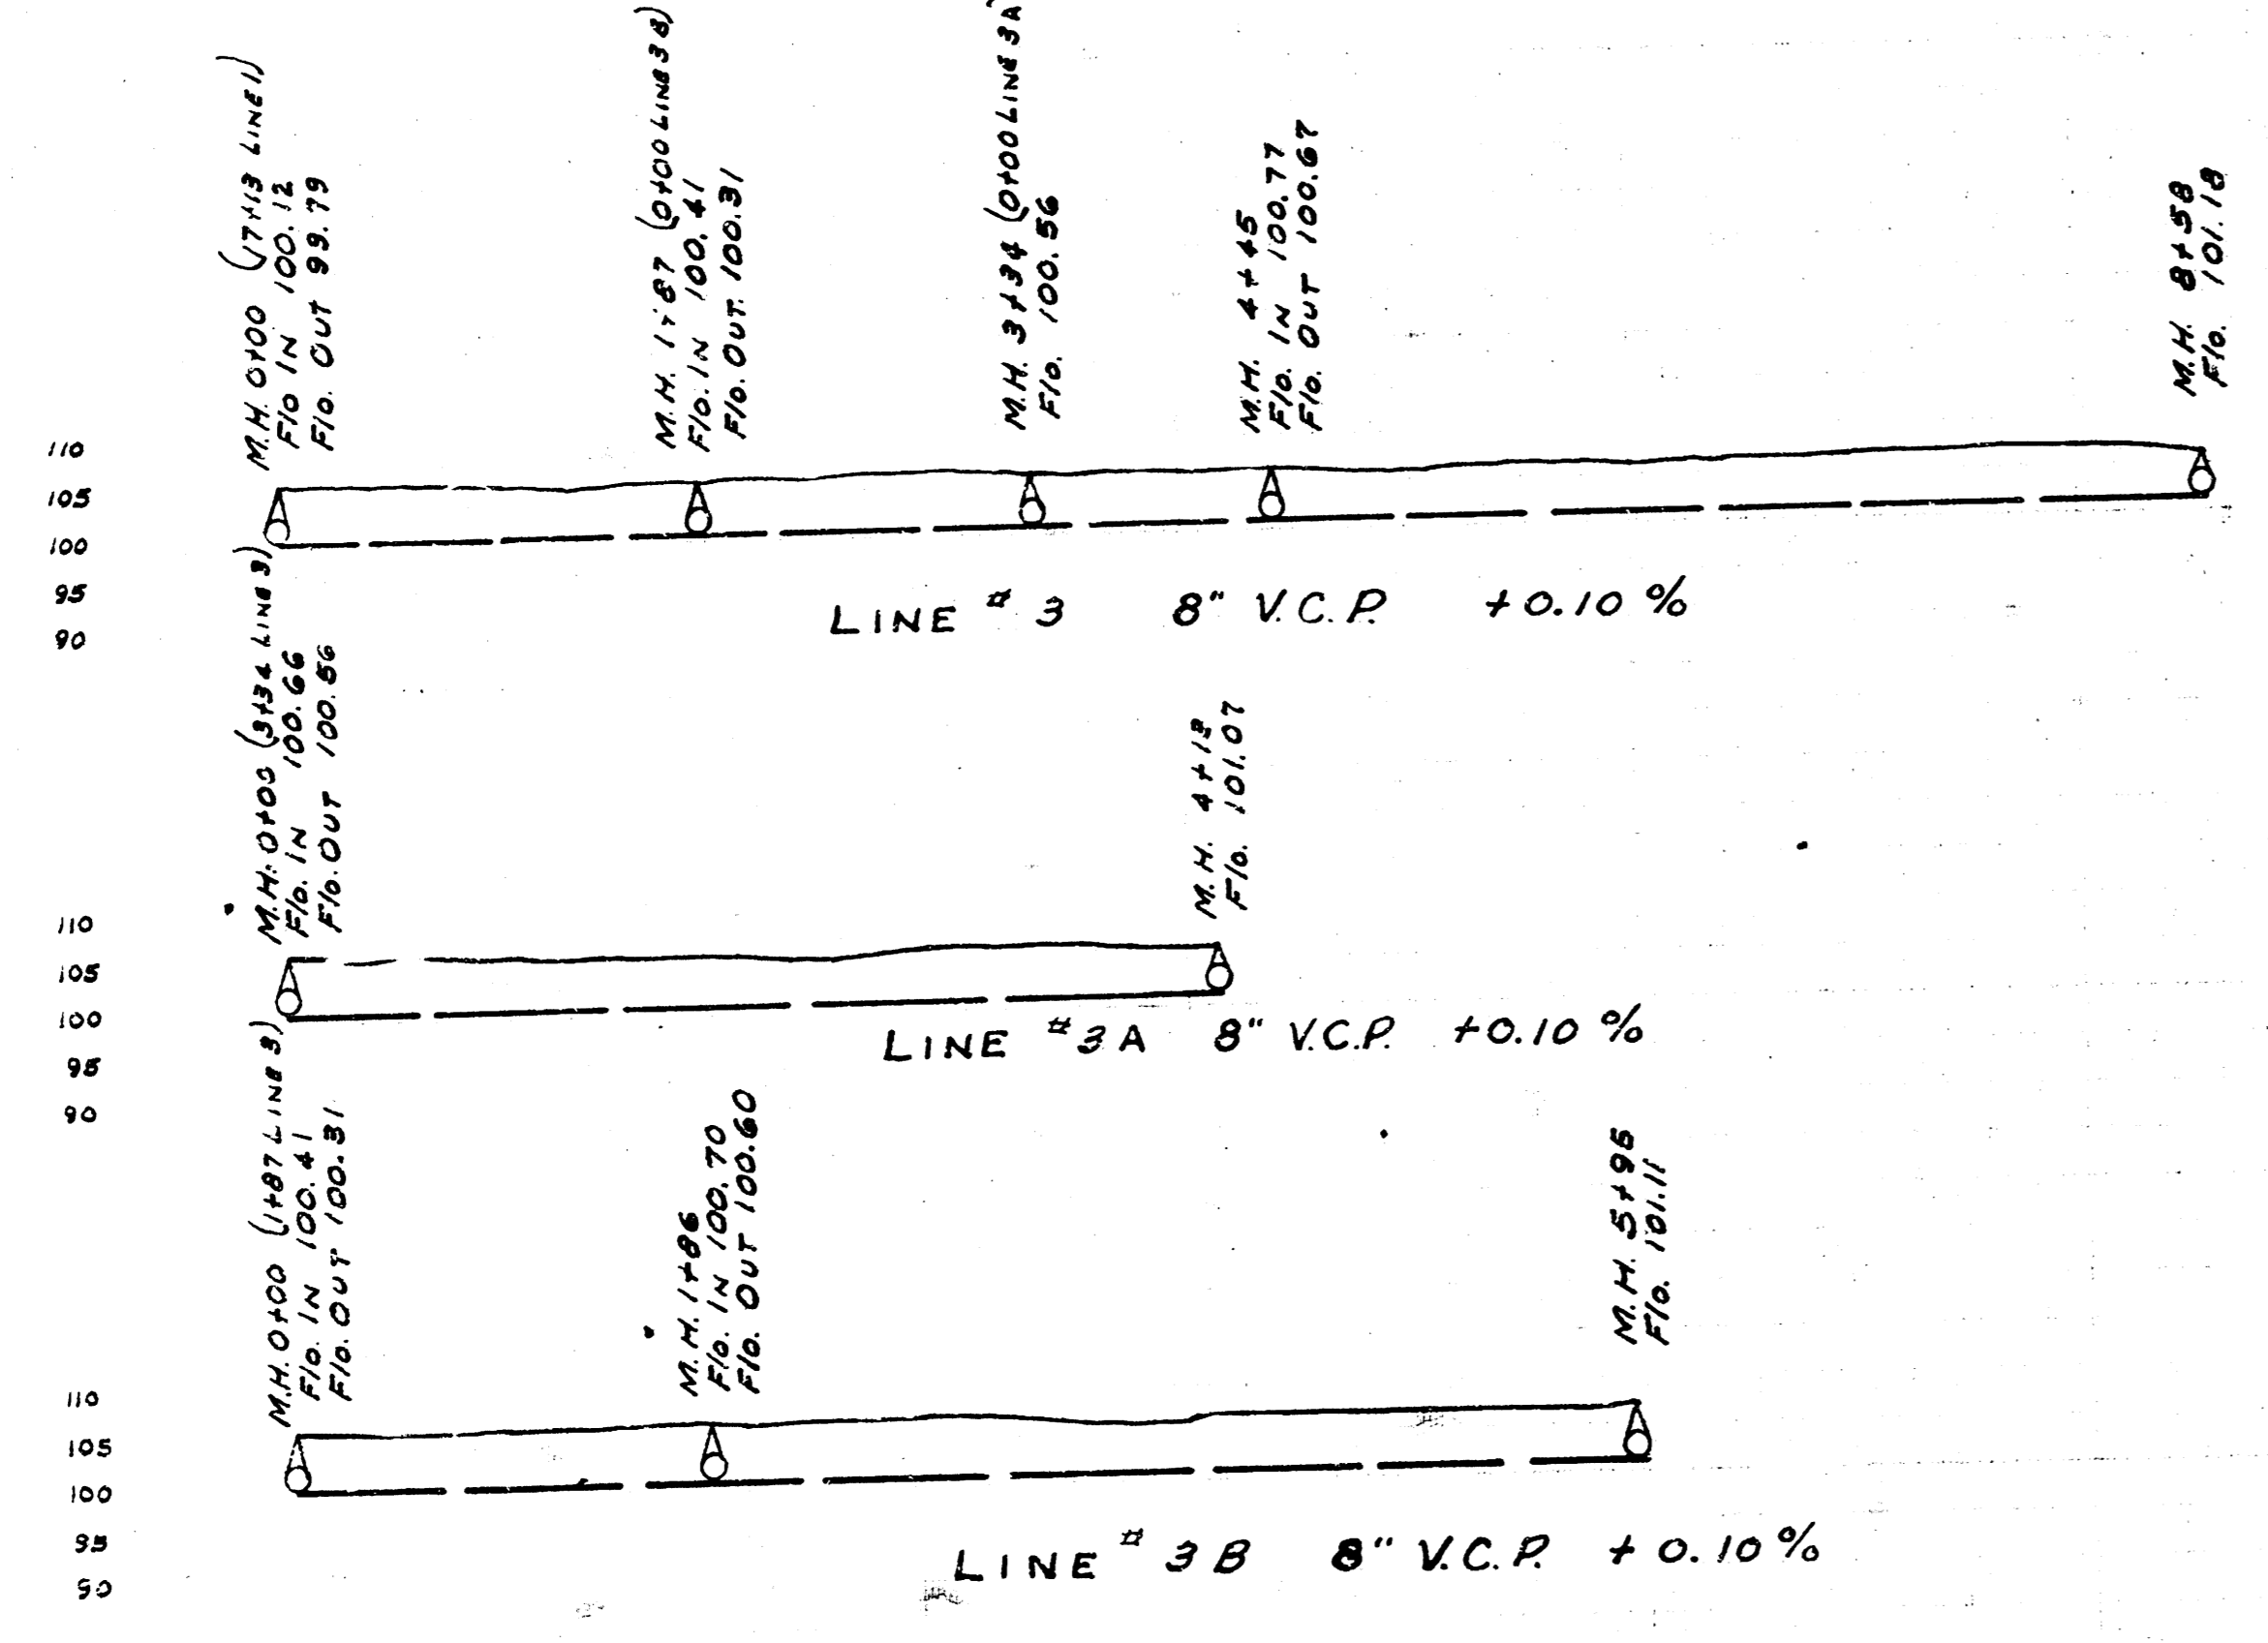 M.H. 0+00 (17+13 LINE 1)
F/o IN 100.12
F/o. OUT 99.79
M.H. 1+87 (0+00 LINE 3B)
F/o. IN 100.41
F/o. OUT 100.31
M.H. 3+34 (0+00 LINE 3A)
F/o. 100.56
M.H. 4+45
F/o. IN 100.77
F/o. OUT 100.67
M.H. 8+58
F/o. 101.18
110
105
100
95
90
LINE # 3 8" V.C.P. +0.10 %
M.H. 0+00 (3+34 LINE 3)
F/o. IN 100.66
F/o. OUT 100.56
M.H. 4+13
F/o. 101.07
110
105
100
95
90
LINE # 3A 8" V.C.P. +0.10 %
M.H. 0+00 (1+87 LINE 3)
F/o. IN 100.41
F/o. OUT 100.31
M.H. 1+86
F/o. IN 100.70
F/o. OUT 100.60
M.H. 5+95
F/o. 101.11
110
105
100
95
90
LINE # 3B 8" V.C.P. +0.10 %